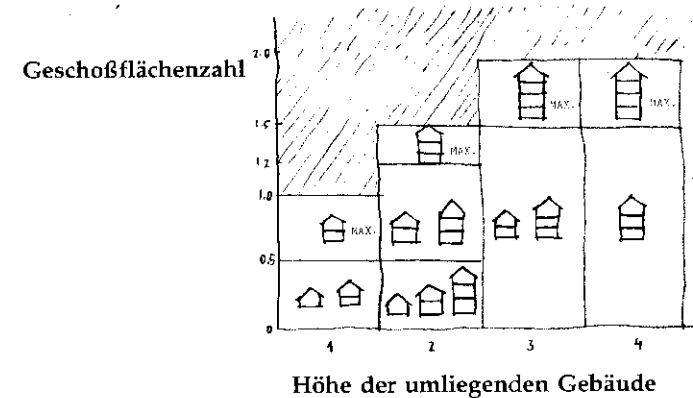 Geschoßflächenzahl
2.0
MAX.
MAX.
1.5
MAX.
1.2
1.0
MAX.
0.5
0
1 2 3 4
Höhe der umliegenden Gebäude